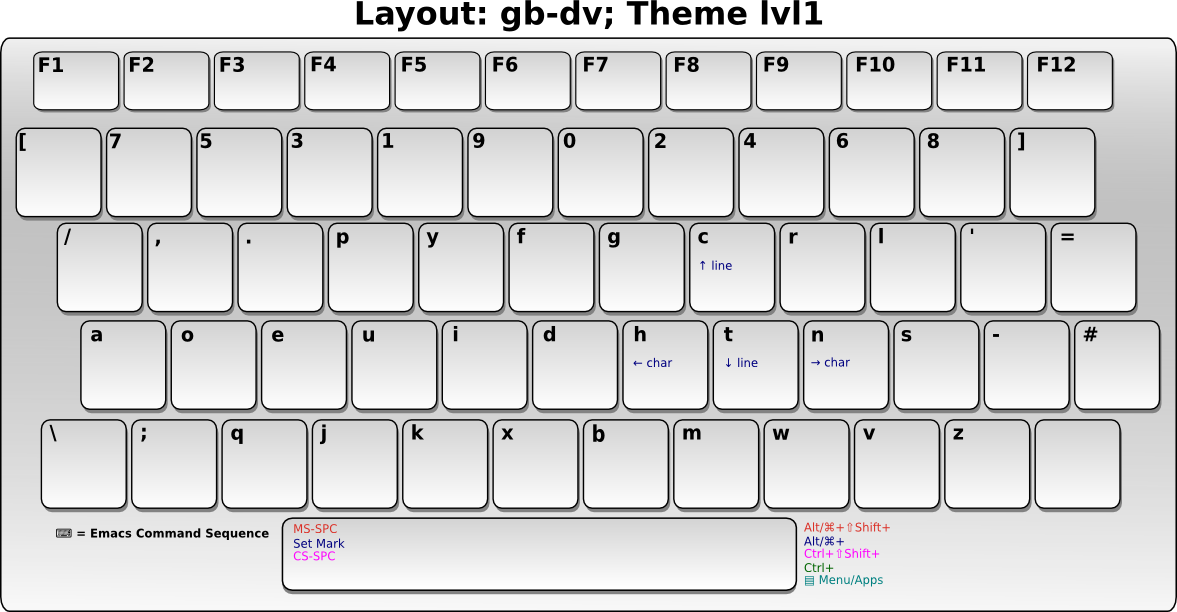 Layout: gb-dv; Theme lvl1
F1 F2 F3 F4 F5 F6 F7 F8 F9 F10 F11 F12
[ 7 5 3 1 9 0 2 4 6 8 ]
/ , . p y f g c r l ' =
↑ line
a o e u i d h t n s - #
← char ↓ line → char
\ ; q j k x b m w v z
⌨ = Emacs Command Sequence
MS-SPC
Set Mark
CS-SPC
Alt/⌘+⇧Shift+
Alt/⌘+
Ctrl+⇧Shift+
Ctrl+
▤ Menu/Apps